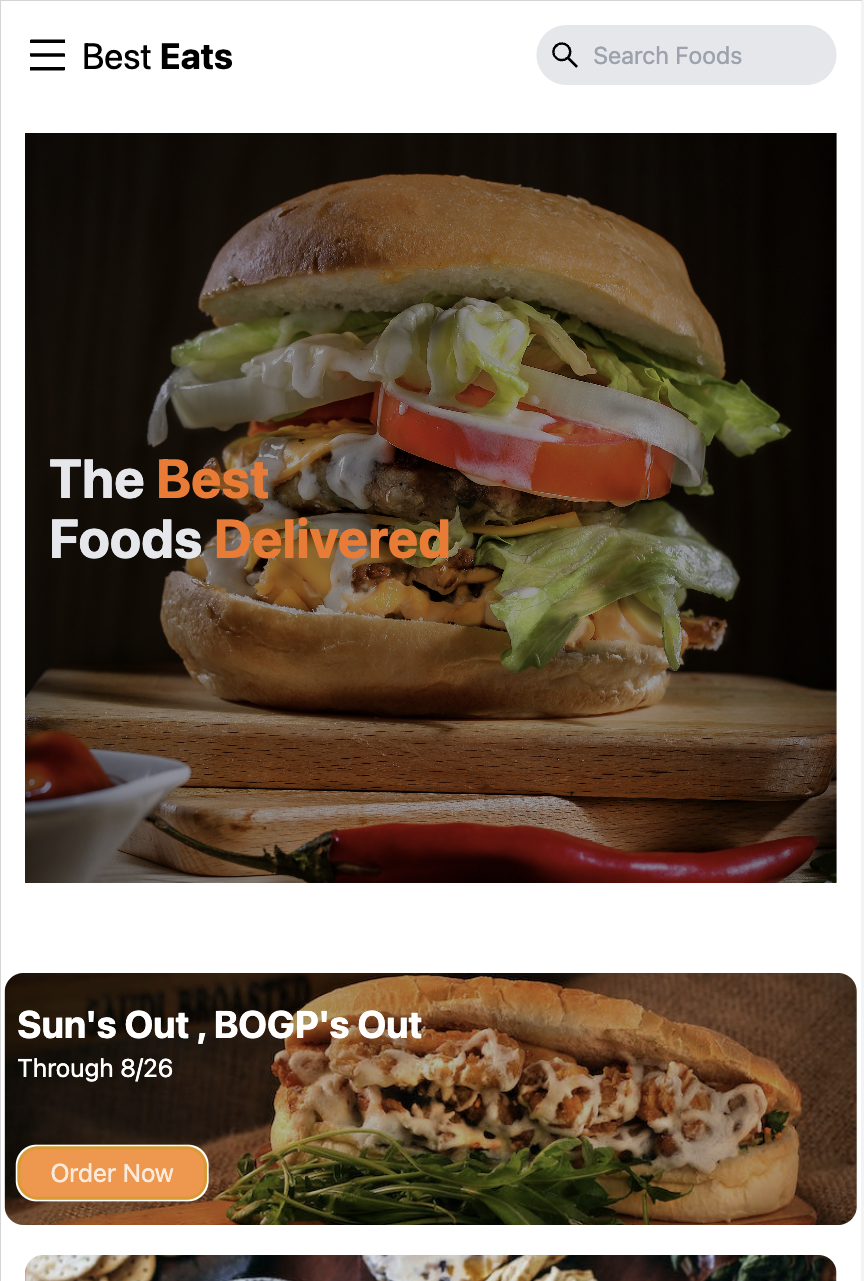 Best Eats
Search Foods
The Best
Foods Delivered
Sun's Out , BOGP's Out
Through 8/26
Order Now